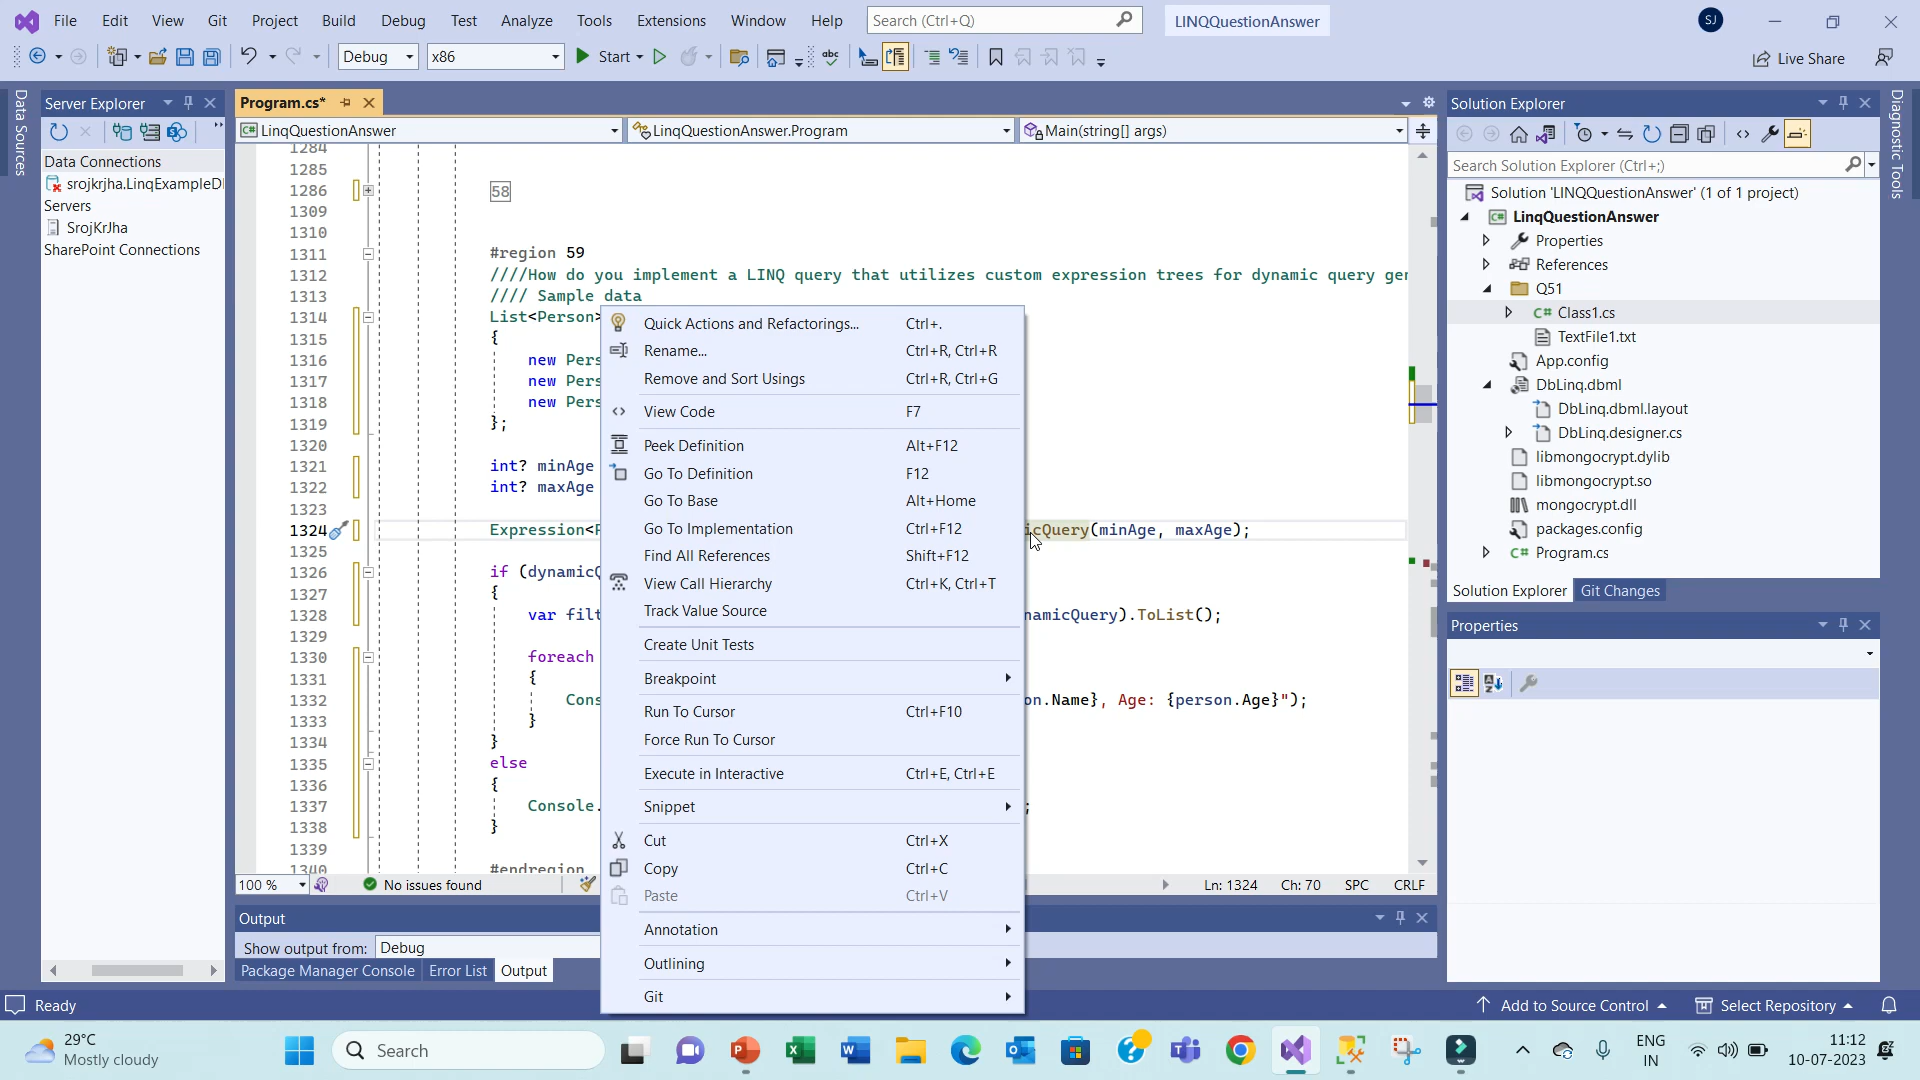 File Edit View Git Project Build Debug Test Analyze Tools Extensions Window Help Search (Ctrl+Q) LINQQuestionAnswer SJ
Debug x86 Start abc Live Share
Data Sources
Server Explorer
Data Connections
srojkrjha.LinqExampleD
Servers
SrojKrJha
SharePoint Connections
Program.cs*
C# LinqQuestionAnswer LinqQuestionAnswer.Program Main(string[] args)
1284
1285
1286 58
1309
1310
1311 #region 59
1312 ////How do you implement a LINQ query that utilizes custom expression trees for dynamic query ge
1313 //// Sample data
1314 List<Person>
1315 {
1316 new Pers
1317 new Pers
1318 new Pers
1319 };
1320
1321 int? minAge
1322 int? maxAge
1323
1324 Expression< icQuery(minAge, maxAge);
1325
1326 if (dynamicQ
1327 {
1328 var filt namicQuery).ToList();
1329
1330 foreach
1331 {
1332 Cons on.Name}, Age: {person.Age}");
1333 }
1334 }
1335 else
1336 {
1337 Console. ;
1338 }
1339
1340 #endregion
Quick Actions and Refactorings... Ctrl+.
Rename... Ctrl+R, Ctrl+R
Remove and Sort Usings Ctrl+R, Ctrl+G
View Code F7
Peek Definition Alt+F12
Go To Definition F12
Go To Base Alt+Home
Go To Implementation Ctrl+F12
Find All References Shift+F12
View Call Hierarchy Ctrl+K, Ctrl+T
Track Value Source
Create Unit Tests
Breakpoint
Run To Cursor Ctrl+F10
Force Run To Cursor
Execute in Interactive Ctrl+E, Ctrl+E
Snippet
Cut Ctrl+X
Copy Ctrl+C
Paste Ctrl+V
Annotation
Outlining
Git
100 % No issues found Ln: 1324 Ch: 70 SPC CRLF
Output
Show output from: Debug
Package Manager Console Error List Output
Solution Explorer
Search Solution Explorer (Ctrl+;)
Solution 'LINQQuestionAnswer' (1 of 1 project)
C# LinqQuestionAnswer
Properties
References
Q51
C# Class1.cs
TextFile1.txt
App.config
DbLinq.dbml
DbLinq.dbml.layout
DbLinq.designer.cs
libmongocrypt.dylib
libmongocrypt.so
mongocrypt.dll
packages.config
C# Program.cs
Solution Explorer Git Changes
Properties
Diagnostic Tools
Ready Add to Source Control Select Repository
29°C
Mostly cloudy
Search
ENG
IN
11:12
10-07-2023